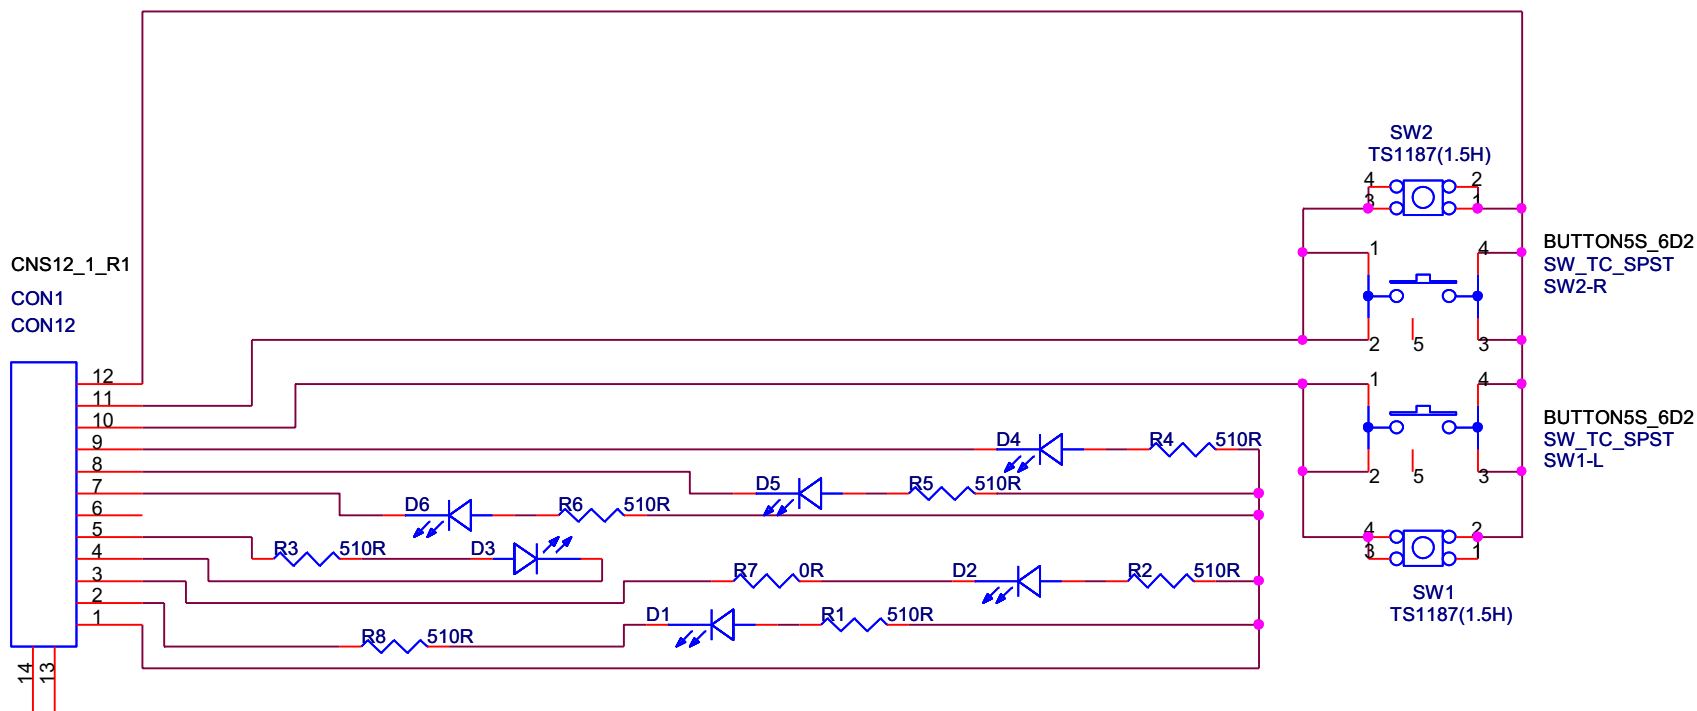 SW2
TS1187(1.5H)
4
2
3
1
1
4
BUTTON5S_6D2
SW_TC_SPST
SW2-R
2
5
3
CNS12_1_R1
CON1
CON12
12
11
10
9
8
7
6
5
4
3
2
1
14
13
1
4
BUTTON5S_6D2
SW_TC_SPST
SW1-L
2
5
3
4
2
3
1
SW1
TS1187(1.5H)
D4 R4 510R
D5 R5 510R
D6 R6 510R
R3 510R D3
R7 0R D2 R2 510R
D1 R1 510R
R8 510R